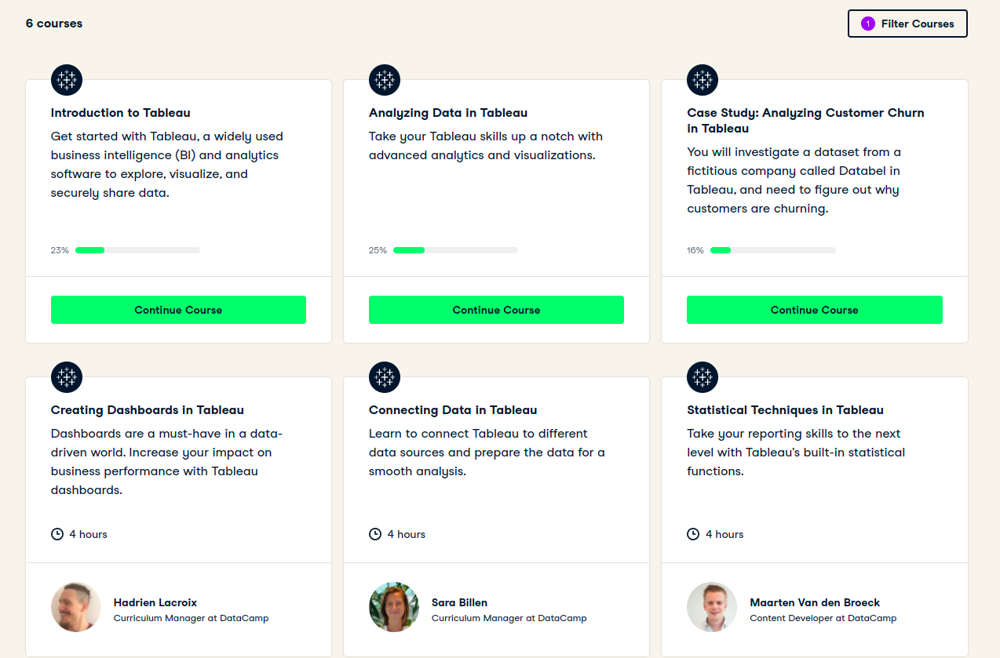 6 courses
1 Filter Courses
Introduction to Tableau
Get started with Tableau, a widely used
business intelligence (BI) and analytics
software to explore, visualize, and
securely share data.
23%
Continue Course
Analyzing Data in Tableau
Take your Tableau skills up a notch with
advanced analytics and visualizations.
25%
Continue Course
Case Study: Analyzing Customer Churn
in Tableau
You will investigate a dataset from a
fictitious company called Databel in
Tableau, and need to figure out why
customers are churning.
16%
Continue Course
Creating Dashboards in Tableau
Dashboards are a must-have in a data-
driven world. Increase your impact on
business performance with Tableau
dashboards.
4 hours
Hadrien Lacroix
Curriculum Manager at DataCamp
Connecting Data in Tableau
Learn to connect Tableau to different
data sources and prepare the data for a
smooth analysis.
4 hours
Sara Billen
Curriculum Manager at DataCamp
Statistical Techniques in Tableau
Take your reporting skills to the next
level with Tableau’s built-in statistical
functions.
4 hours
Maarten Van den Broeck
Content Developer at DataCamp